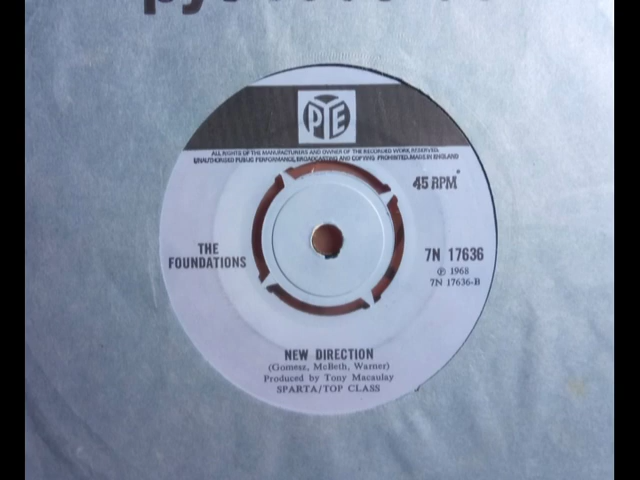 PYE
ALL RIGHTS OF THE MANUFACTURERS AND OWNER OF THE RECORDED WORK RESERVED.
UNAUTHORISED PUBLIC PERFORMANCE, BROADCASTING AND COPYING PROHIBITED. MADE IN ENGLAND
45 RPM
THE
FOUNDATIONS
7N 17636
℗ 1968
7N 17636-B
NEW DIRECTION
(Gomesz, McBeth, Warner)
Produced by Tony Macaulay
SPARTA/TOP CLASS